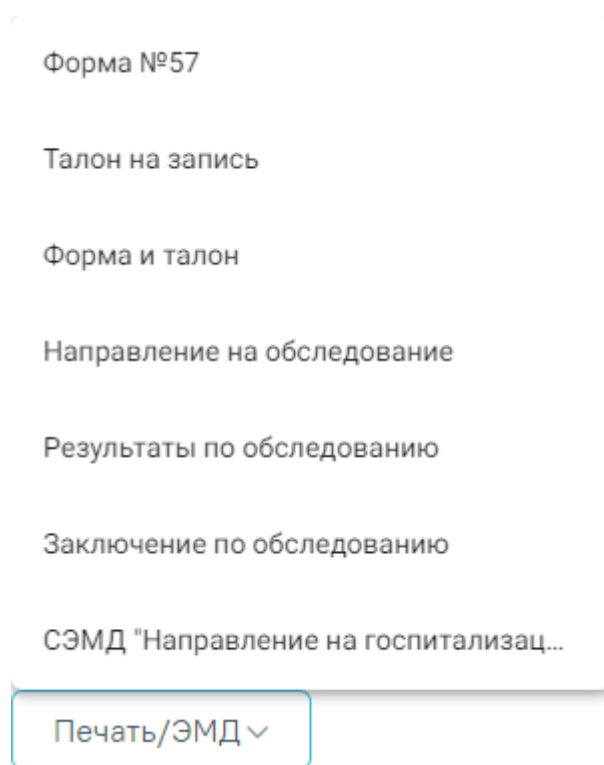 Форма №57
Талон на запись
Форма и талон
Направление на обследование
Результаты по обследованию
Заключение по обследованию
СЭМД "Направление на госпитализац...
Печать/ЭМД